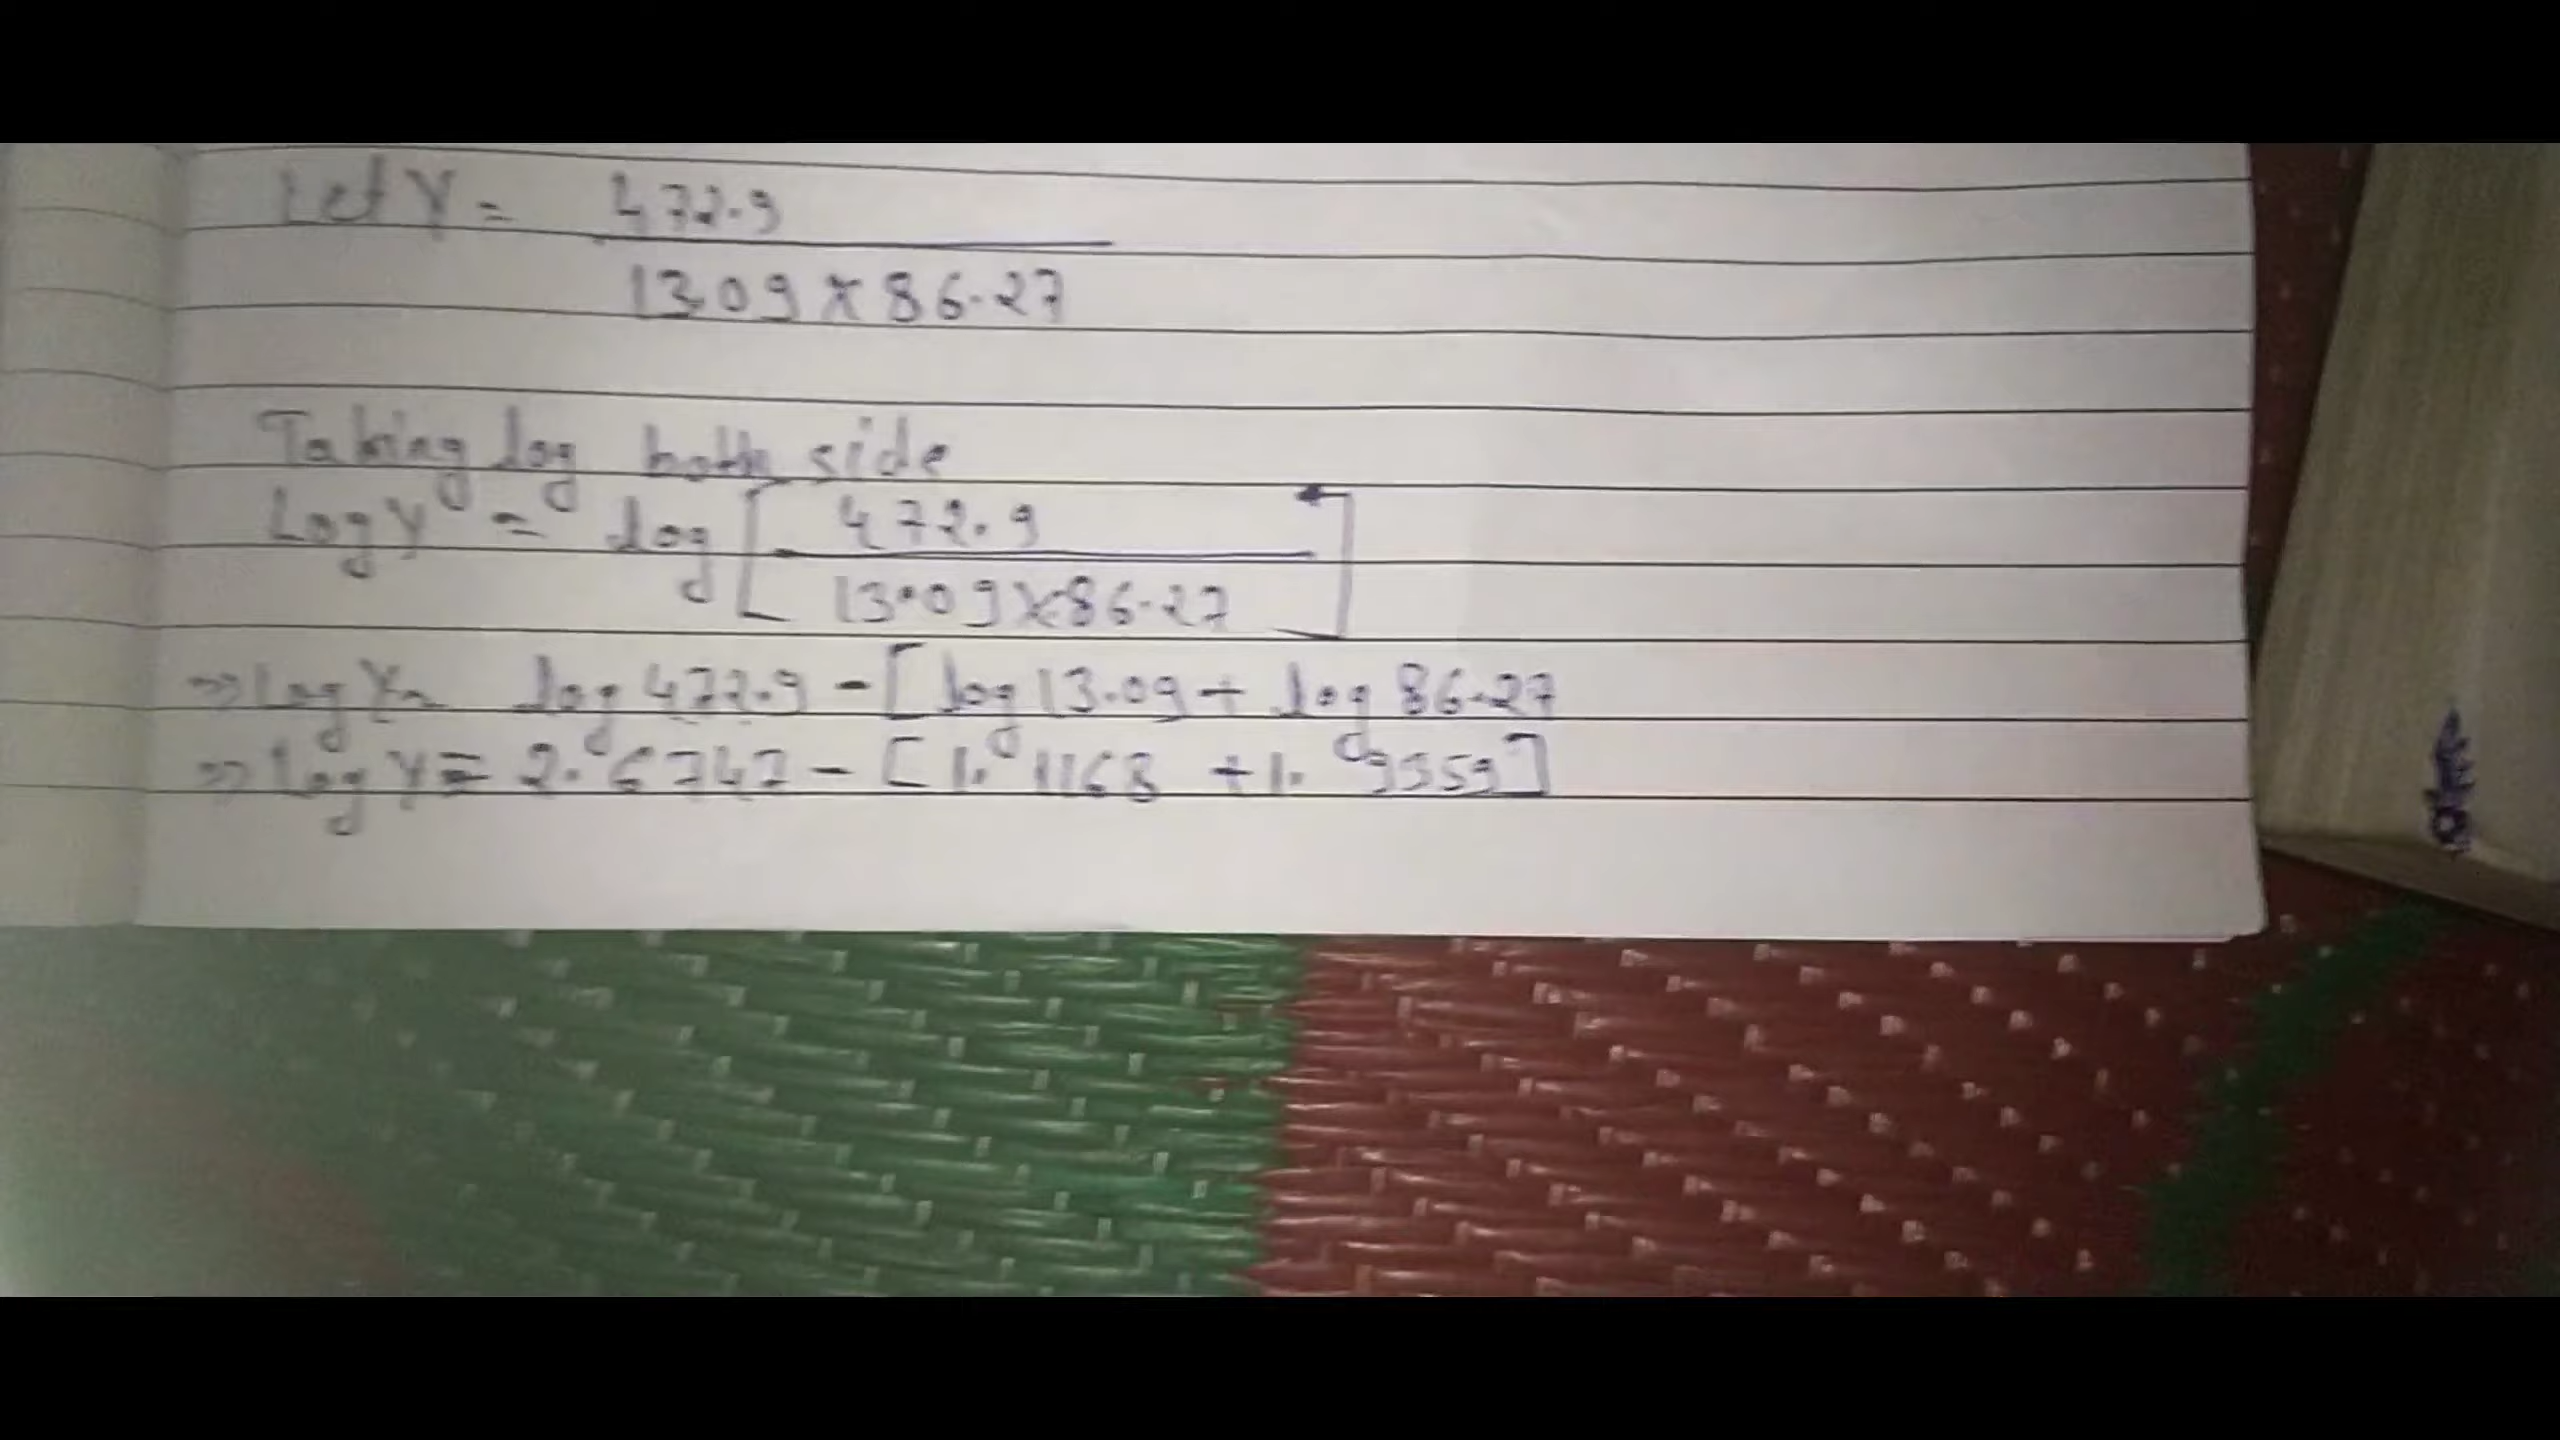 Let Y = 472.9
13.09 x 86.27
Taking log both side
Log Y = log [ 472.9
13.09 x 86.27 ]
=> Log Y = log 472.9 - [ log 13.09 + log 86.27
=> Log Y = 2.6747 - [ 1.1168 + 1.9359 ]